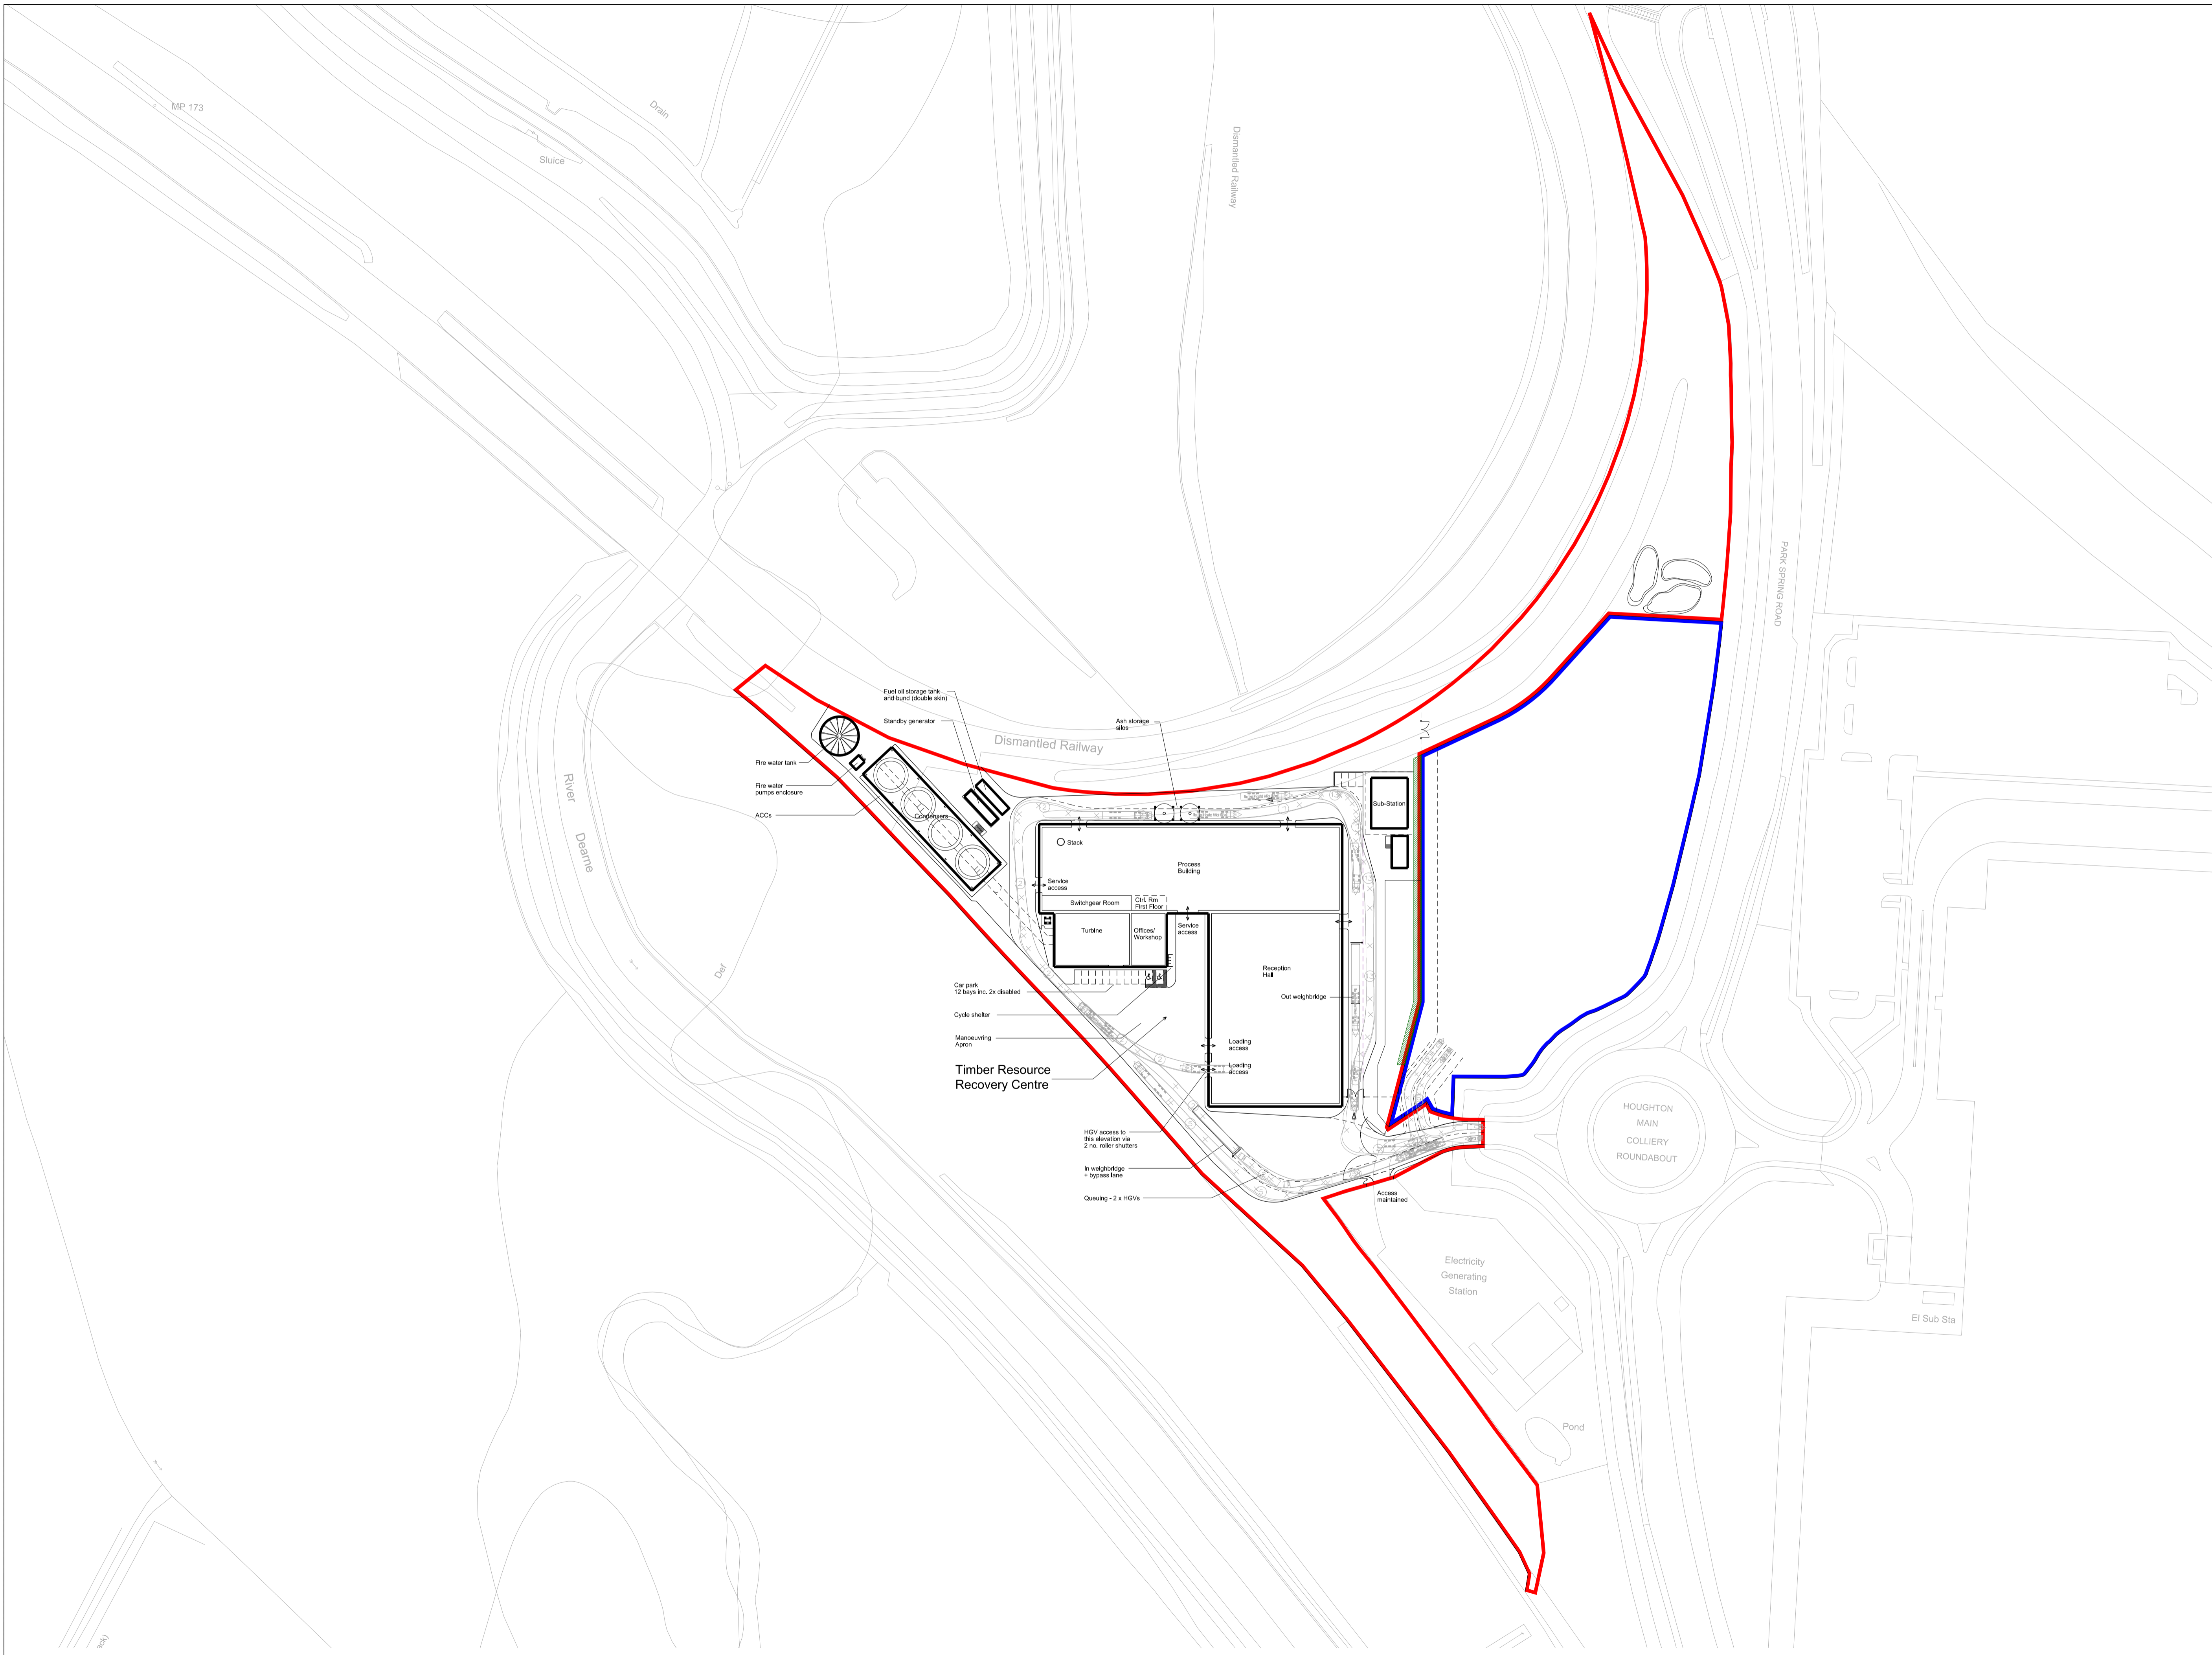 MP 173
Drain
Sluice
Dismantled Railway
PARK SPRING ROAD
Fuel oil storage tank
and bund (double skin)
Standby generator
Ash storage
silos
Dismantled Railway
Fire water tank
Fire water
pumps enclosure
ACCs
Condensers
Sub-Station
Stack
Process
Building
Service
access
Switchgear Room
Ctrl. Rm
First Floor
Turbine
Offices/
Workshop
Service
access
Reception
Hall
River
Dearne
Def
Car park
12 bays inc. 2x disabled
Out weighbridge
Cycle shelter
Manoeuvring
Apron
Loading
access
Loading
access
Timber Resource
Recovery Centre
HGV access to
this elevation via
2 no. roller shutters
In weighbridge
+ bypass lane
Queuing - 2 x HGVs
Access
maintained
HOUGHTON
MAIN
COLLIERY
ROUNDABOUT
Electricity
Generating
Station
El Sub Sta
Pond